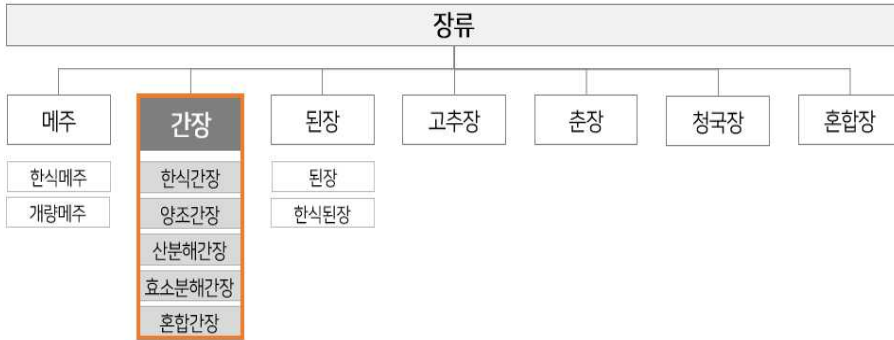 장류
메주 간장 된장 고추장 춘장 청국장 혼합장
한식메주 한식간장 된장
개량메주 양조간장 한식된장
산분해간장
효소분해간장
혼합간장